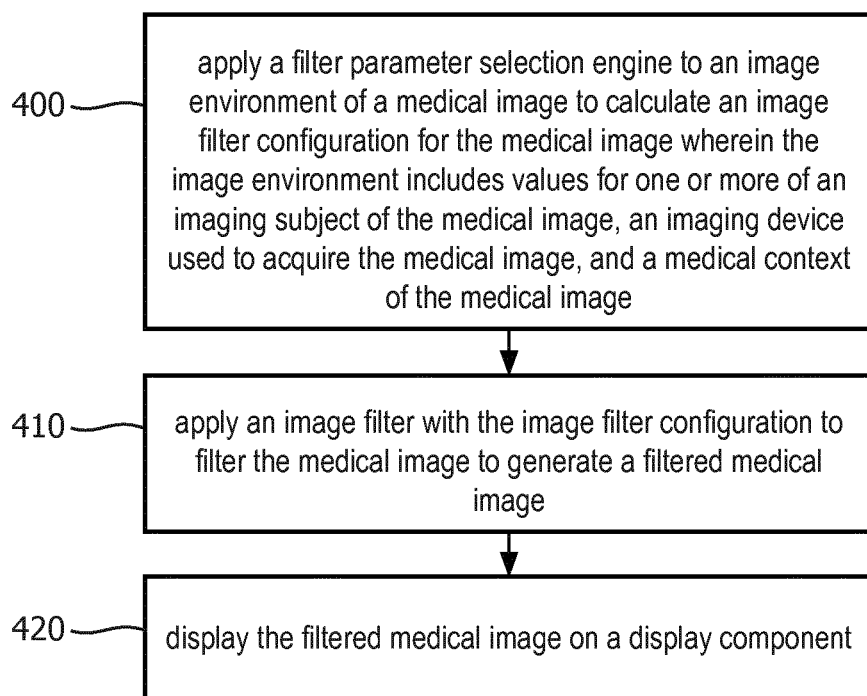 apply a filter parameter selection engine to an image
400 environment of a medical image to calculate an image
filter configuration for the medical image wherein the
image environment includes values for one or more of an
imaging subject of the medical image, an imaging device
used to acquire the medical image, and a medical context
of the medical image
410 apply an image filter with the image filter configuration to
filter the medical image to generate a filtered medical
image
420 display the filtered medical image on a display component